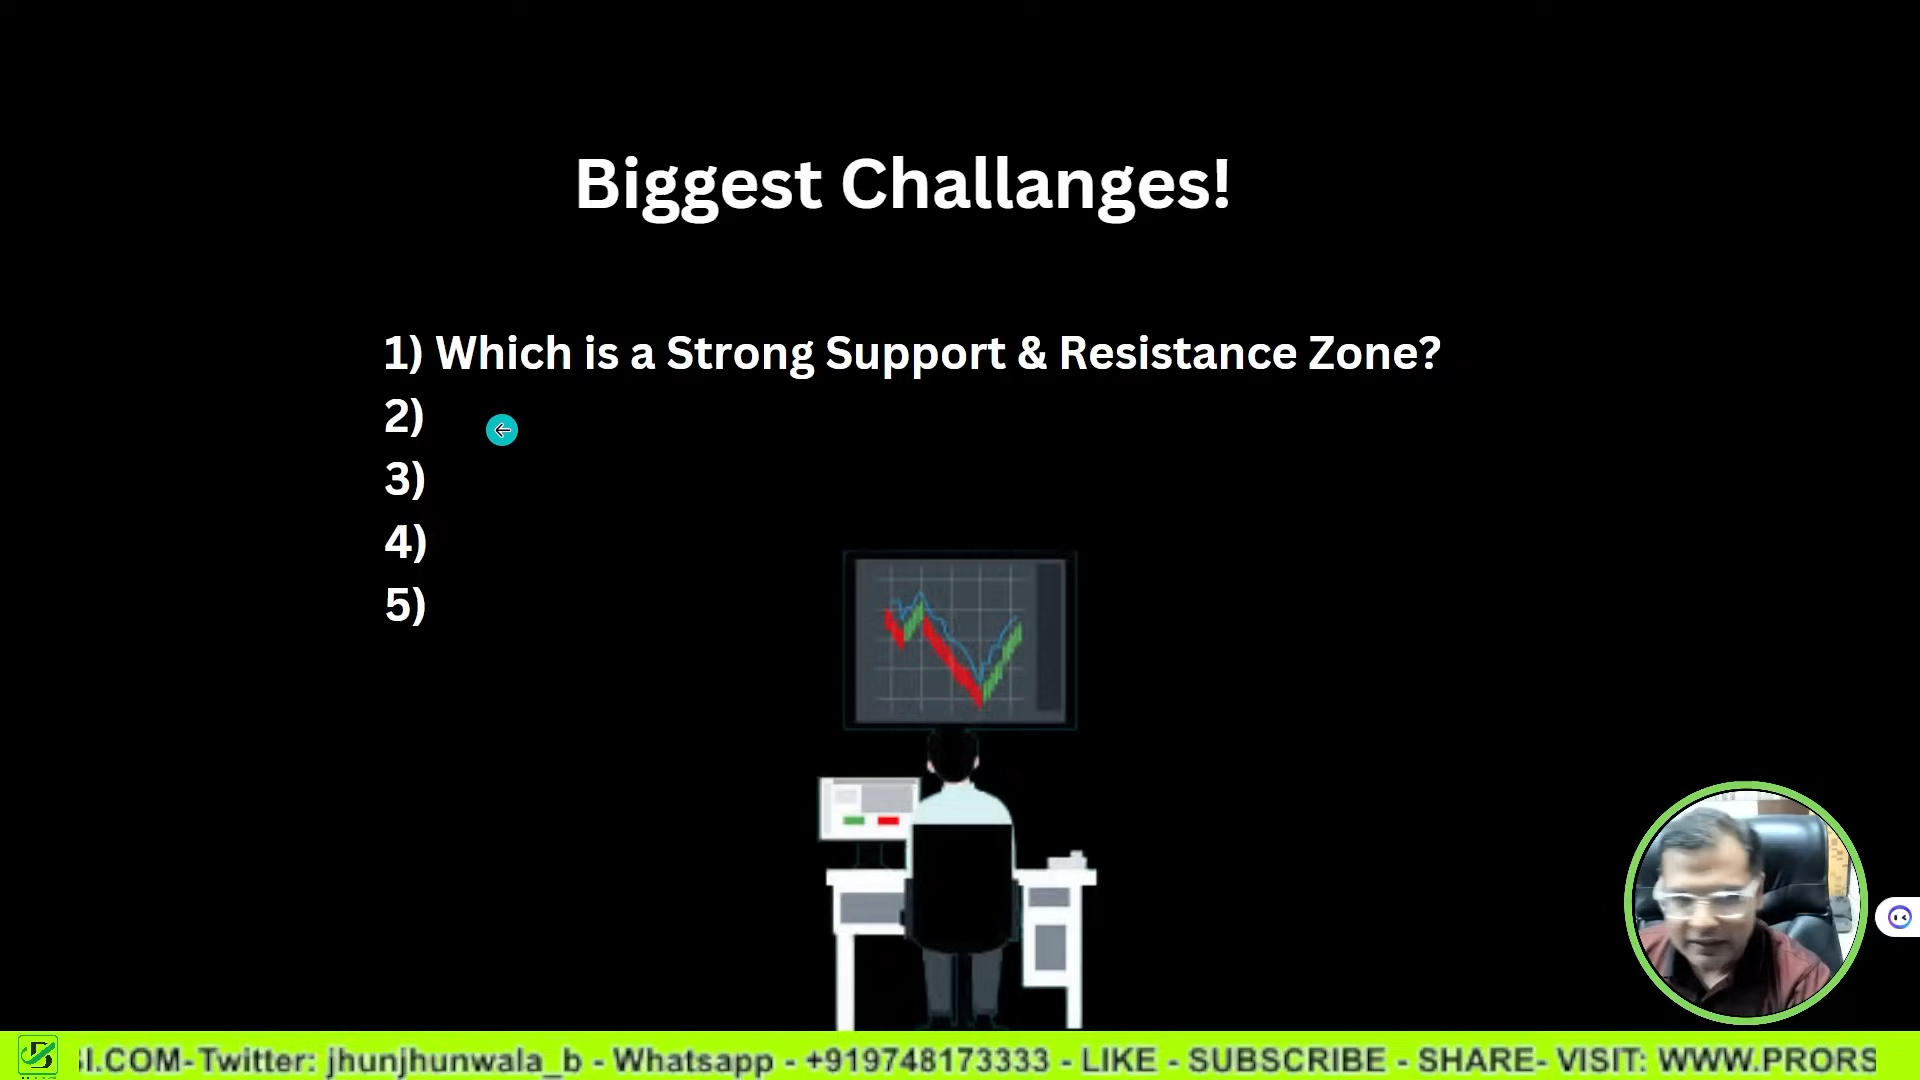 Biggest Challanges!
1) Which is a Strong Support & Resistance Zone?
2)
3)
4)
5)
I.COM-Twitter: jhunjhunwala_b - Whatsapp - +919748173333 - LIKE - SUBSCRIBE - SHARE- VISIT: WWW.PRORS